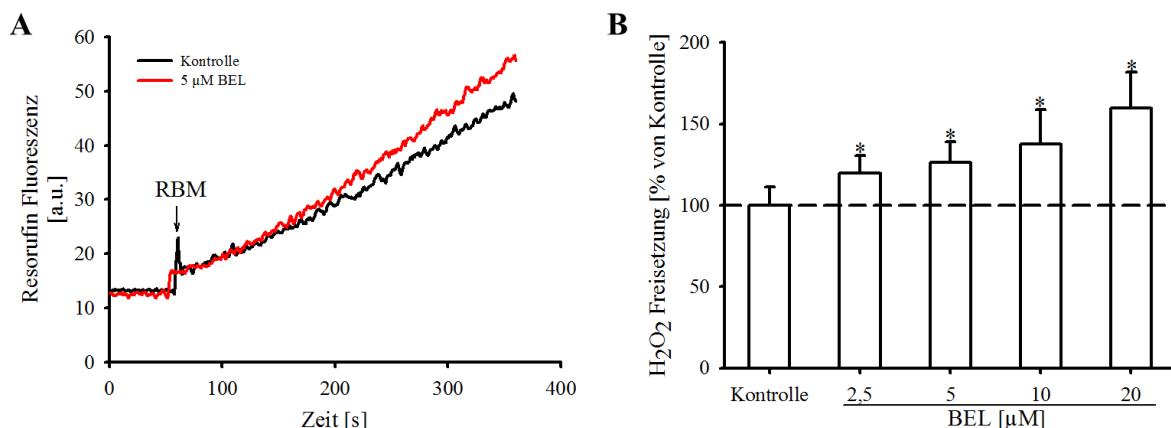 A
Resorufin Fluoreszenz
[a.u.]
60
50
40
30
20
10
0
Kontrolle
5 µM BEL
RBM
0
100
200
300
400
Zeit [s]
B
H₂O₂ Freisetzung [% von Kontrolle]
200
150
100
50
0
*
*
*
*
Kontrolle
2,5
5
10
20
BEL [µM]